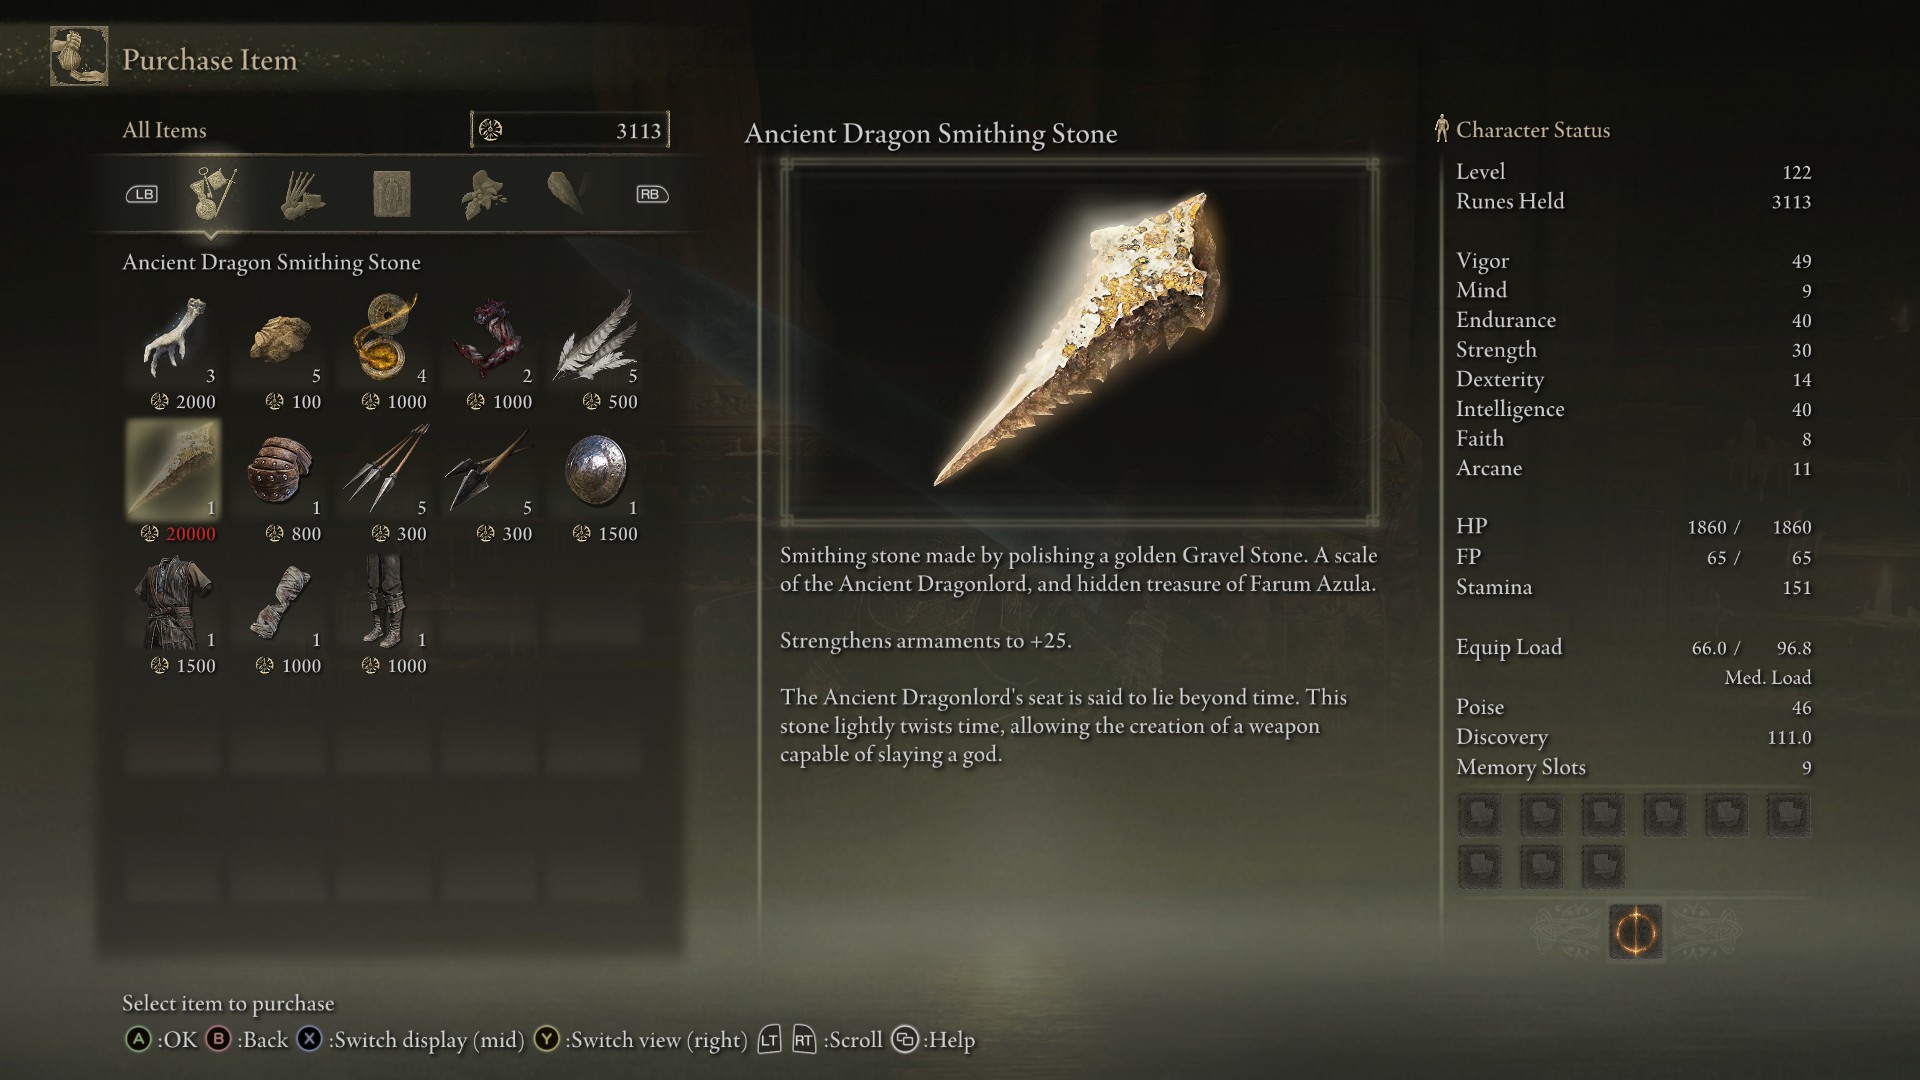 Purchase Item
All Items
3113
LB
RB
Ancient Dragon Smithing Stone
3 5 4 2 5
2000 100 1000 1000 500
1 1 5 5 1
20000 800 300 300 1500
1 1 1
1500 1000 1000
Ancient Dragon Smithing Stone
Smithing stone made by polishing a golden Gravel Stone. A scale
of the Ancient Dragonlord, and hidden treasure of Farum Azula.
Strengthens armaments to +25.
The Ancient Dragonlord's seat is said to lie beyond time. This
stone lightly twists time, allowing the creation of a weapon
capable of slaying a god.
Character Status
Level 122
Runes Held 3113
Vigor 49
Mind 9
Endurance 40
Strength 30
Dexterity 14
Intelligence 40
Faith 8
Arcane 11
HP 1860 / 1860
FP 65 / 65
Stamina 151
Equip Load 66.0 / 96.8
Med. Load
Poise 46
Discovery 111.0
Memory Slots 9
Select item to purchase
A :OK B :Back X :Switch display (mid) Y :Switch view (right) LT RT :Scroll :Help